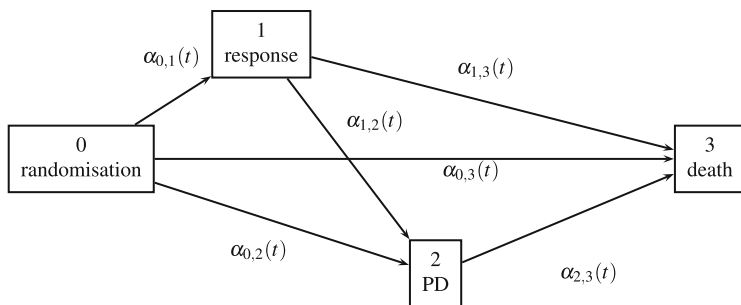 1
response
α₀,₁(t)
α₁,₃(t)
α₁,₂(t)
0
randomisation
3
death
α₀,₃(t)
α₀,₂(t)
2
PD
α₂,₃(t)